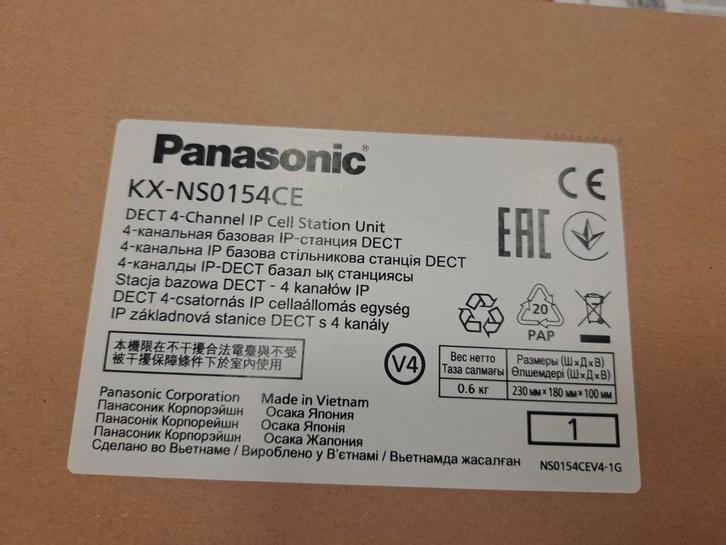 Panasonic®
KX-NS0154CE
DECT 4-Channel IP Cell Station Unit
4-канальная базовая IP-станция DECT
4-канальна IP базова стільникова станція DECT
4-каналды IP-DECT базал ық станциясы
Stacja bazowa DECT - 4 kanałów IP
DECT 4-csatornás IP cellaállomás egység
IP základnová stanice DECT s 4 kanály
本機限在不干擾合法電臺與不受
被干擾保障條件下於室內使用
CE
EAC
20
PAP
V4
Вес нетто
Таза салмағы
0.6 кг
Размеры (Ш×Д×В)
Өлшемдері (Ш×Д×В)
230 мм×180 мм×100 мм
1
Panasonic Corporation Made in Vietnam
Панасоник Корпорэйшн Осака Япония
Панасонік Корпорейшн Осака Японія
Панасоник Корпорэйшн Осака Жапония
Сделано во Вьетнаме / Вироблено у В'єтнамі / Вьетнамда жасалған
NS0154CEV4-1G